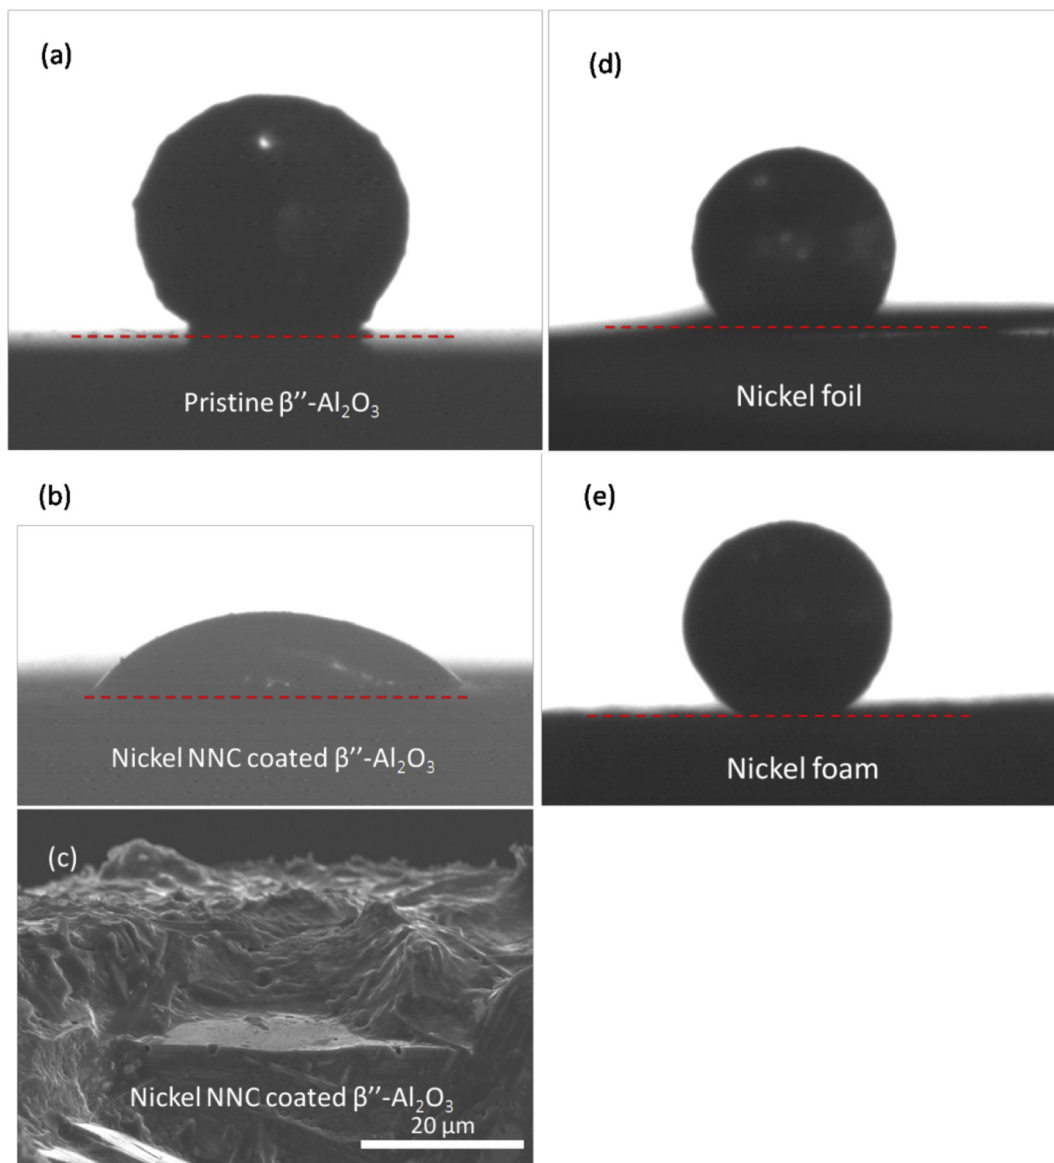 (a)
Pristine β’’-Al₂O₃
(d)
Nickel foil
(b)
Nickel NNC coated β’’-Al₂O₃
(e)
Nickel foam
(c)
Nickel NNC coated β’’-Al₂O₃
20 μm